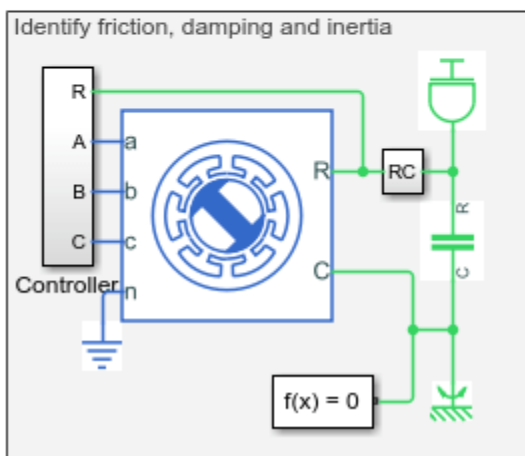 Identify friction, damping and inertia
R
A
B
C
Controller
a
b
c
n
R
C
RC
R
C
f(x) = 0